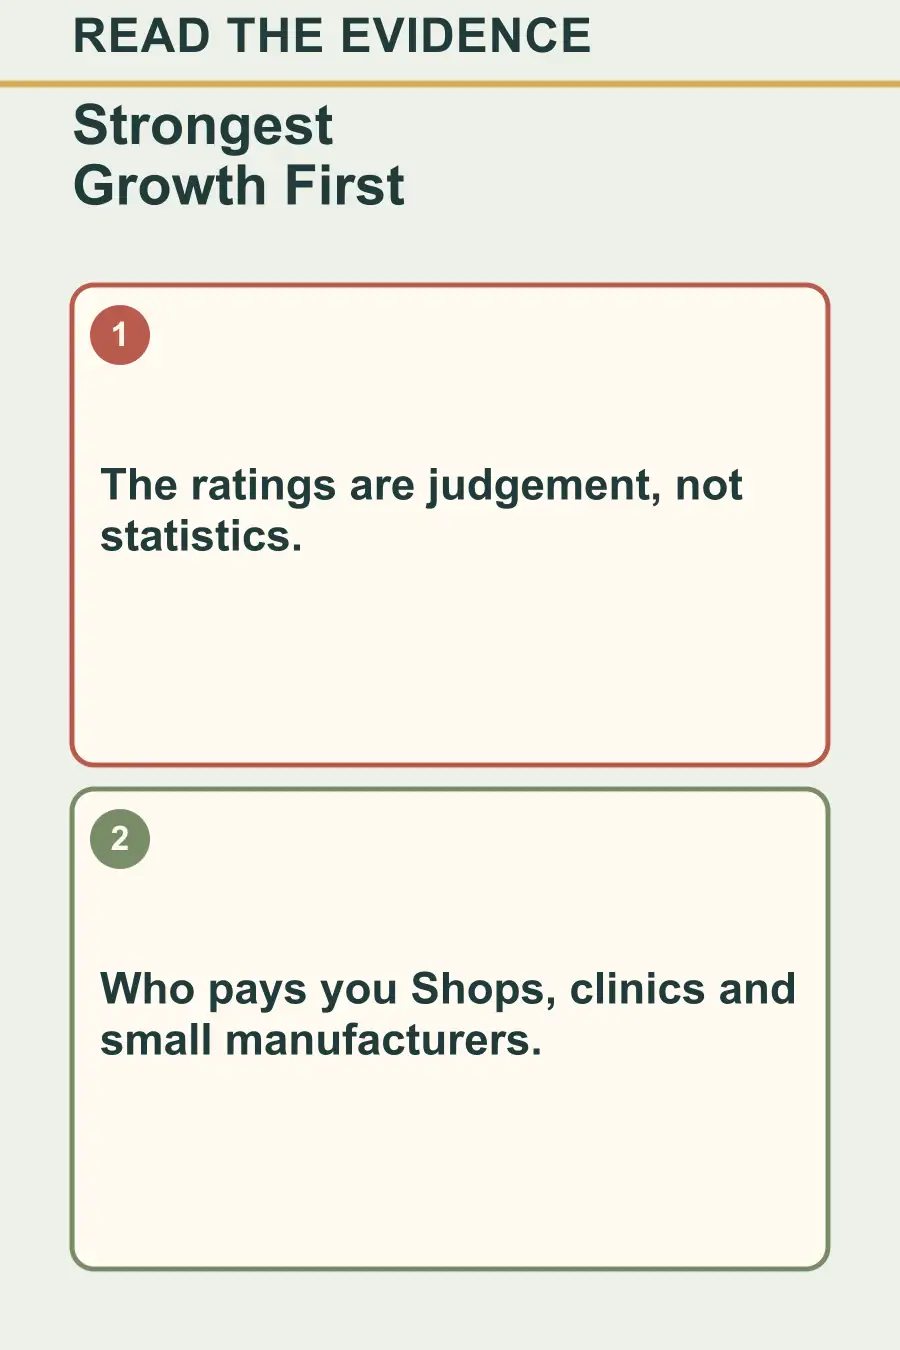 READ THE EVIDENCE
Strongest
Growth First
1
The ratings are judgement, not
statistics.
2
Who pays you Shops, clinics and
small manufacturers.